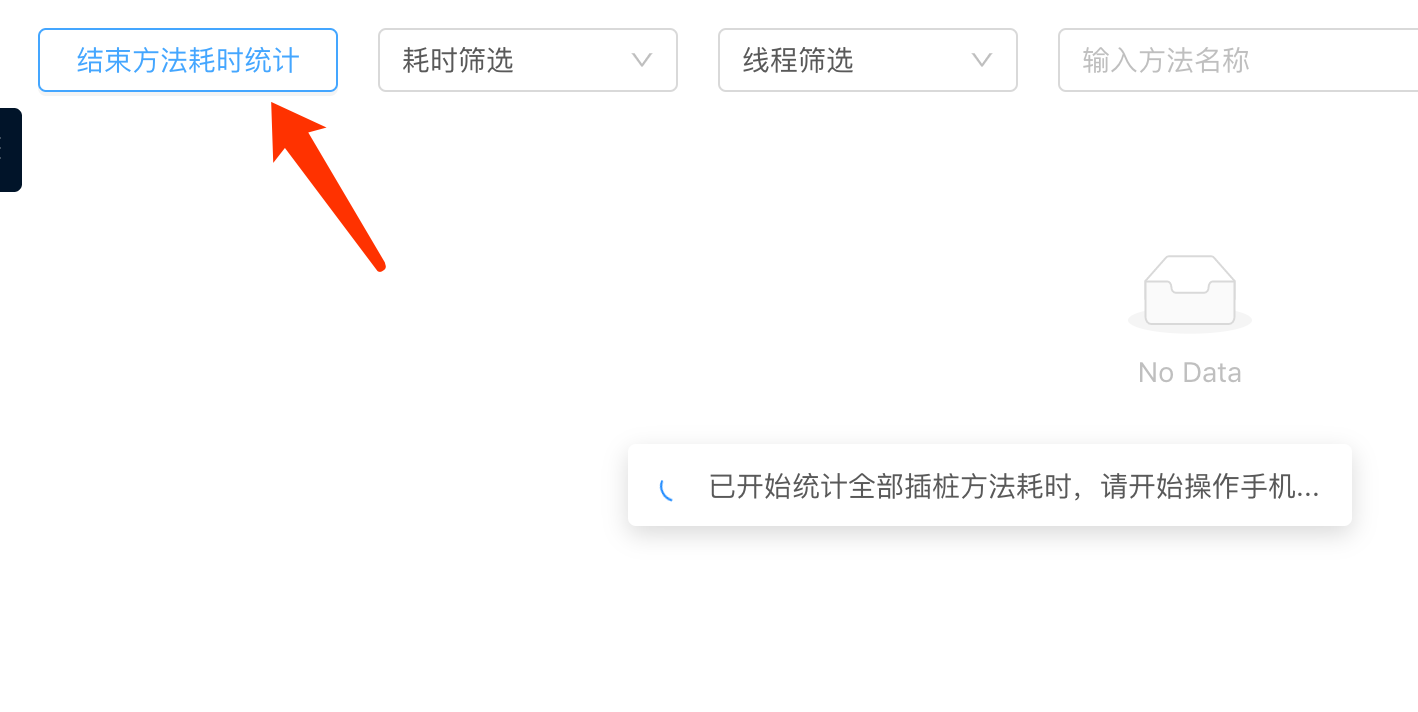 结束方法耗时统计
耗时筛选
线程筛选
输入方法名称
No Data
已开始统计全部插桩方法耗时，请开始操作手机...